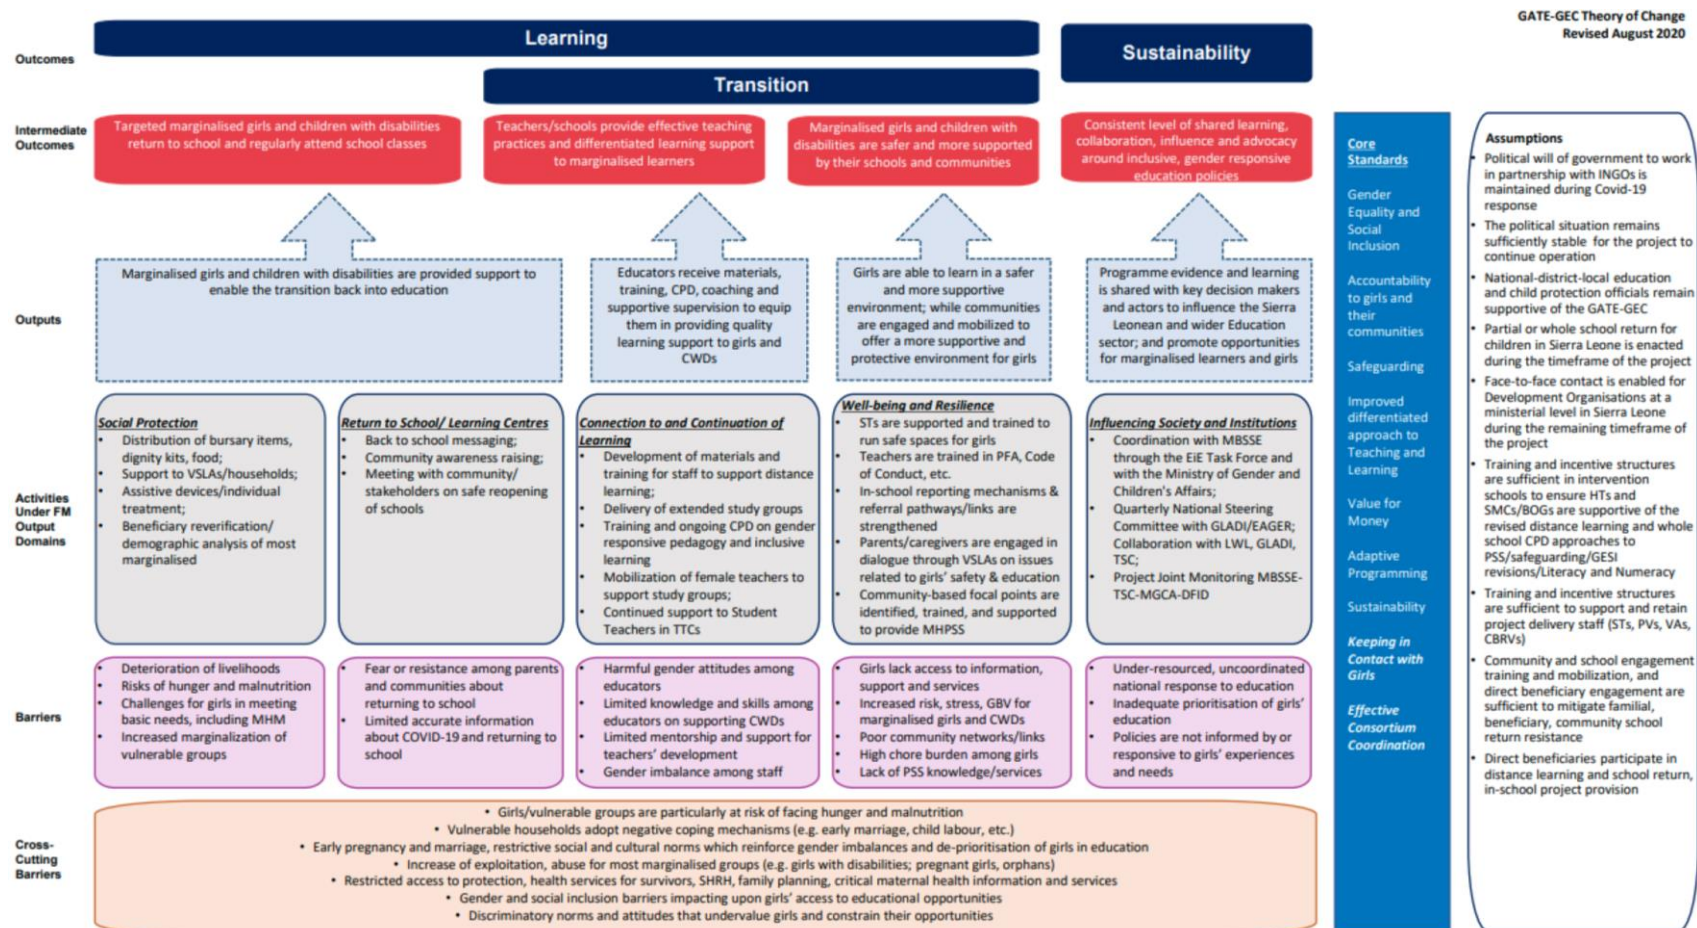 GATE-GEC Theory of Change
Revised August 2020
Outcomes
Learning
Transition
Sustainability
Intermediate
Outcomes
Targeted marginalised girls and children with disabilities
return to school and regularly attend school classes
Teachers/schools provide effective teaching
practices and differentiated learning support
to marginalised learners
Marginalised girls and children with
disabilities are safer and more supported
by their schools and communities
Consistent level of shared learning,
collaboration, influence and advocacy
around inclusive, gender responsive
education policies
Outputs
Marginalised girls and children with disabilities are provided support to
enable the transition back into education
Educators receive materials,
training, CPD, coaching and
supportive supervision to equip
them in providing quality
learning support to girls and
CWDs
Girls are able to learn in a safer
and more supportive
environment; while communities
are engaged and mobilized to
offer a more supportive and
protective environment for girls
Programme evidence and learning
is shared with key decision makers
and actors to influence the Sierra
Leonean and wider Education
sector; and promote opportunities
for marginalised learners and girls
Activities
Under FM
Output
Domains
Social Protection
• Distribution of bursary items,
dignity kits, food;
• Support to VSLAs/households;
• Assistive devices/individual
treatment;
• Beneficiary reverification/
demographic analysis of most
marginalised
Return to School/ Learning Centres
• Back to school messaging;
• Community awareness raising;
• Meeting with community/
stakeholders on safe reopening
of schools
Connection to and Continuation of
Learning
• Development of materials and
training for staff to support distance
learning;
• Delivery of extended study groups
• Training and ongoing CPD on gender
responsive pedagogy and inclusive
learning
• Mobilization of female teachers to
support study groups;
• Continued support to Student
Teachers in TTCs
Well-being and Resilience
• STs are supported and trained to
run safe spaces for girls
• Teachers are trained in PFA, Code
of Conduct, etc.
• In-school reporting mechanisms &
referral pathways/links are
strengthened
• Parents/caregivers are engaged in
dialogue through VSLAs on issues
related to girls' safety & education
• Community-based focal points are
identified, trained, and supported
to provide MHPSS
Influencing Society and Institutions
• Coordination with MBSSE
through the EiE Task Force and
with the Ministry of Gender and
Children's Affairs;
• Quarterly National Steering
Committee with GLADI/EAGER;
Collaboration with LWL, GLADI,
TSC;
• Project Joint Monitoring MBSSE-
TSC-MGCA-DFID
Barriers
• Deterioration of livelihoods
• Risks of hunger and malnutrition
• Challenges for girls in meeting
basic needs, including MHM
• Increased marginalization of
vulnerable groups
• Fear or resistance among parents
and communities about
returning to school
• Limited accurate information
about COVID-19 and returning to
school
• Harmful gender attitudes among
educators
• Limited knowledge and skills among
educators on supporting CWDs
• Limited mentorship and support for
teachers' development
• Gender imbalance among staff
• Girls lack access to information,
support and services
• Increased risk, stress, GBV for
marginalised girls and CWDs
• Poor community networks/links
• High chore burden among girls
• Lack of PSS knowledge/services
• Under-resourced, uncoordinated
national response to education
• Inadequate prioritisation of girls'
education
• Policies are not informed by or
responsive to girls' experiences
and needs
Cross-
Cutting
Barriers
• Girls/vulnerable groups are particularly at risk of facing hunger and malnutrition
• Vulnerable households adopt negative coping mechanisms (e.g. early marriage, child labour, etc.)
• Early pregnancy and marriage, restrictive social and cultural norms which reinforce gender imbalances and de-prioritisation of girls in education
• Increase of exploitation, abuse for most marginalised groups (e.g. girls with disabilities; pregnant girls, orphans)
• Restricted access to protection, health services for survivors, SHRH, family planning, critical maternal health information and services
• Gender and social inclusion barriers impacting upon girls' access to educational opportunities
• Discriminatory norms and attitudes that undervalue girls and constrain their opportunities
Core
Standards
Gender
Equality and
Social
Inclusion
Accountability
to girls and
their
communities
Safeguarding
Improved
differentiated
approach to
Teaching and
Learning
Value for
Money
Adaptive
Programming
Sustainability
Keeping in
Contact with
Girls
Effective
Consortium
Coordination
Assumptions
• Political will of government to work
in partnership with INGOs is
maintained during Covid-19
response
• The political situation remains
sufficiently stable for the project to
continue operation
• National-district-local education
and child protection officials remain
supportive of the GATE-GEC
• Partial or whole school return for
children in Sierra Leone is enacted
during the timeframe of the project
• Face-to-face contact is enabled for
Development Organisations at a
ministerial level in Sierra Leone
during the remaining timeframe of
the project
• Training and incentive structures
are sufficient in intervention
schools to ensure HTs and
SMCs/BOGs are supportive of the
revised distance learning and whole
school CPD approaches to
PSS/safeguarding/GESI
revisions/Literacy and Numeracy
• Training and incentive structures
are sufficient to support and retain
project delivery staff (STs, PVs, VAs,
CBRVs)
• Community and school engagement
training and mobilization, and
direct beneficiary engagement are
sufficient to mitigate familial,
beneficiary, community school
return resistance
• Direct beneficiaries participate in
distance learning and school return,
in-school project provision